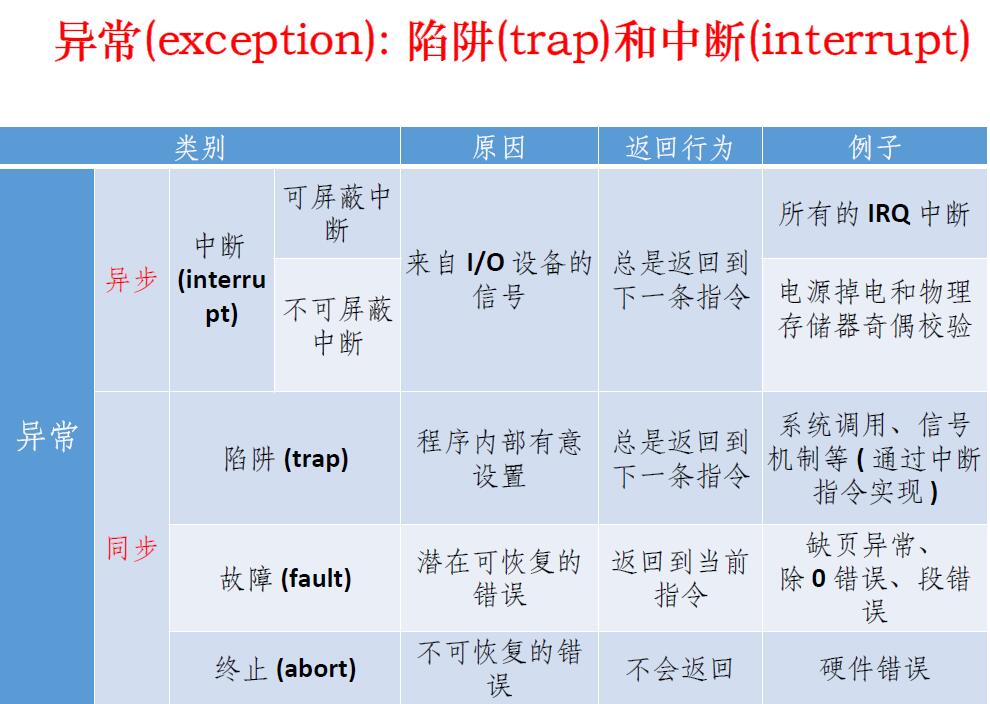 异常(exception): 陷阱(trap)和中断(interrupt)
类别
原因
返回行为
例子
异常
异步
中断
(interru
pt)
可屏蔽中
断
来自 I/O 设备的
信号
总是返回到
下一条指令
所有的 IRQ 中断
不可屏蔽
中断
电源掉电和物理
存储器奇偶校验
同步
陷阱 (trap)
程序内部有意
设置
总是返回到
下一条指令
系统调用、信号
机制等 ( 通过中断
指令实现 )
故障 (fault)
潜在可恢复的
错误
返回到当前
指令
缺页异常、
除 0 错误、段错
误
终止 (abort)
不可恢复的错
误
不会返回
硬件错误